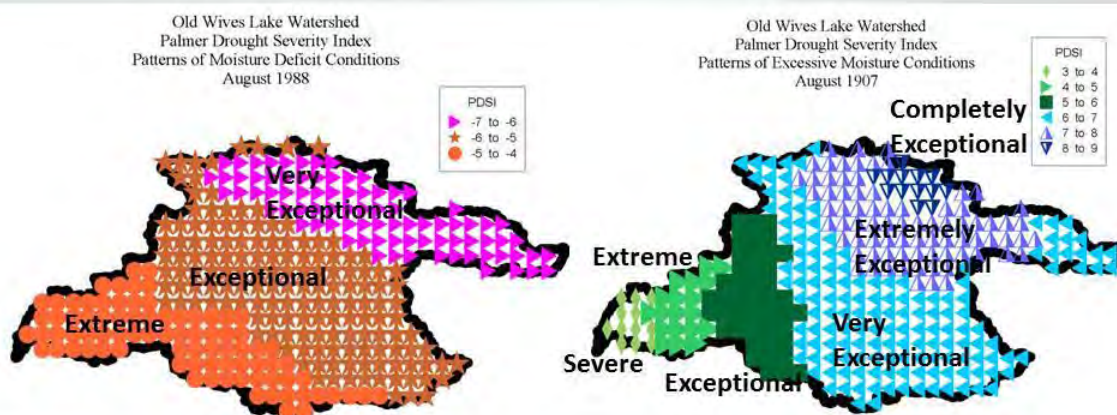 Old Wives Lake Watershed
Palmer Drought Severity Index
Patterns of Moisture Deficit Conditions
August 1988
PDSI
-7 to -6
-6 to -5
-5 to -4
Very
Exceptional
Exceptional
Extreme
Old Wives Lake Watershed
Palmer Drought Severity Index
Patterns of Excessive Moisture Conditions
August 1907
PDSI
3 to 4
4 to 5
5 to 6
6 to 7
7 to 8
8 to 9
Completely
Exceptional
Extremely
Exceptional
Extreme
Very
Exceptional
Severe
Exceptional